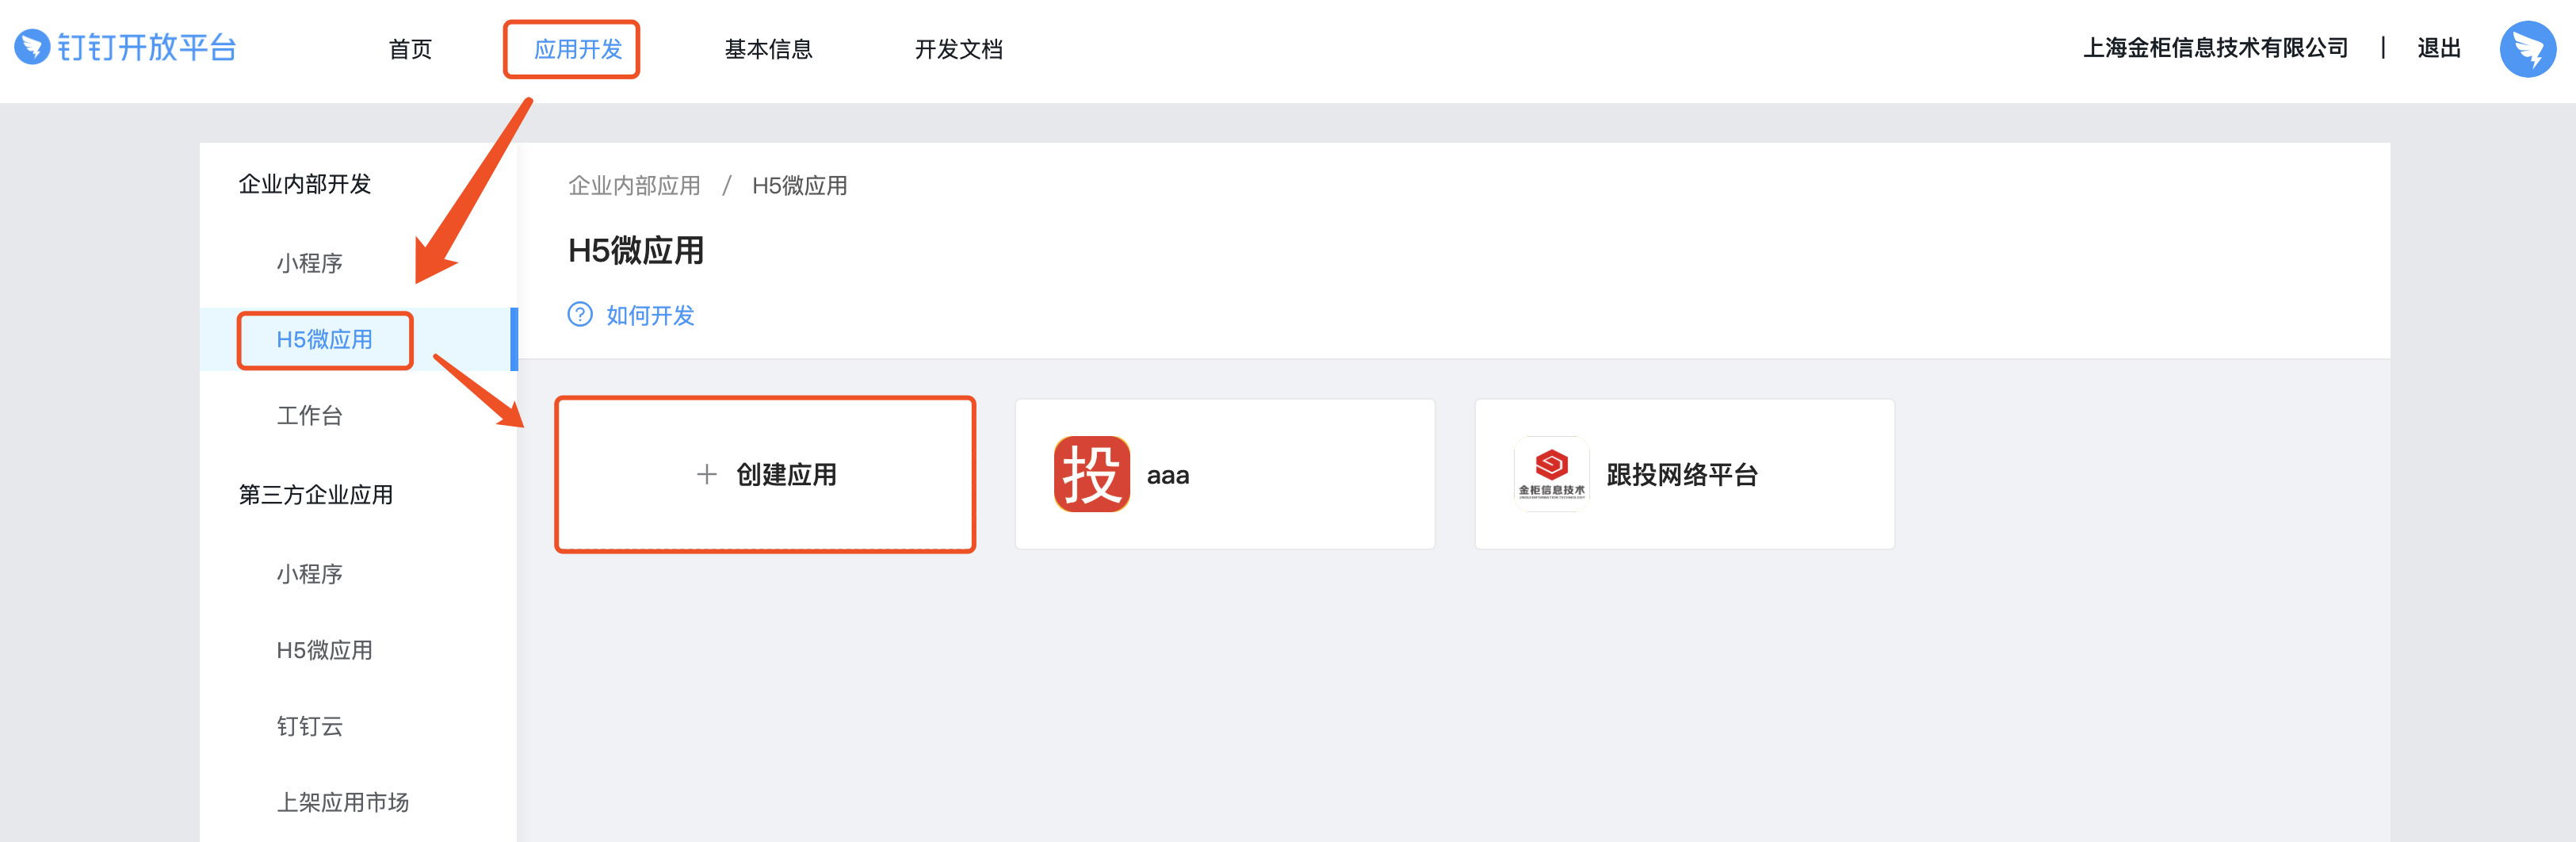 钉钉开放平台
首页
应用开发
基本信息
开发文档
上海金柜信息技术有限公司 | 退出
企业内部开发
小程序
H5微应用
工作台
第三方企业应用
小程序
H5微应用
钉钉云
上架应用市场
企业内部应用 / H5微应用
H5微应用
? 如何开发
+ 创建应用
投
aaa
金柜信息技术
跟投网络平台